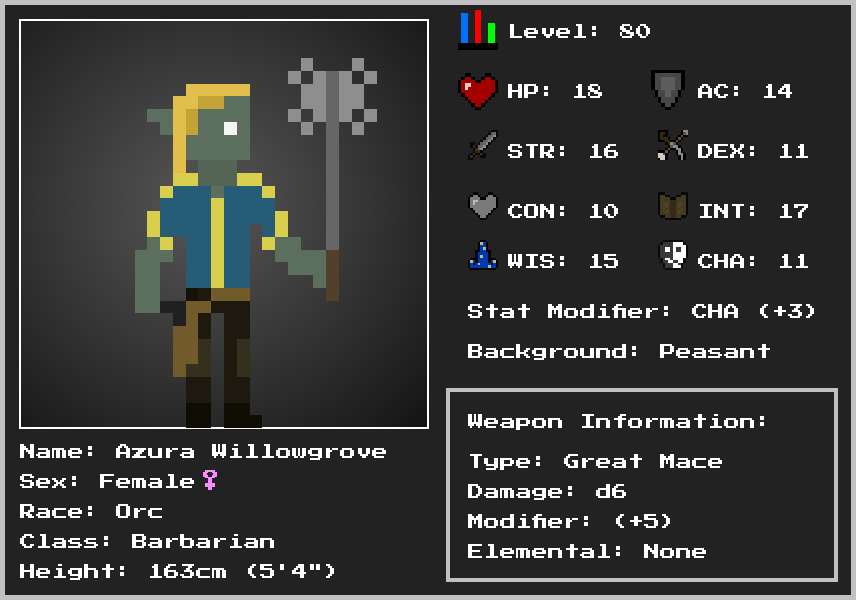 Level: 80
HP: 18 AC: 14
STR: 16 DEX: 11
CON: 10 INT: 17
WIS: 15 CHA: 11
Stat Modifier: CHA (+3)
Background: Peasant
Weapon Information:
Type: Great Mace
Damage: d6
Modifier: (+5)
Elemental: None
Name: Azura Willowgrove
Sex: Female♀
Race: Orc
Class: Barbarian
Height: 163cm (5'4")